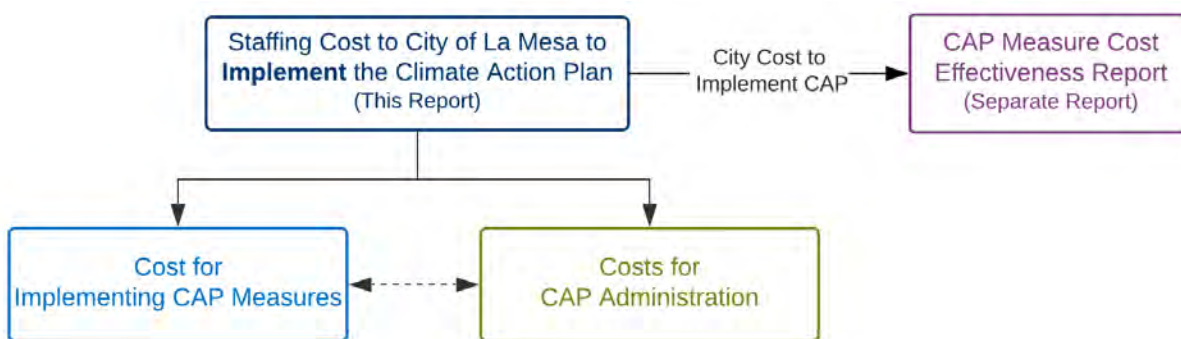 Staffing Cost to City of La Mesa to
Implement the Climate Action Plan
(This Report)
City Cost to
Implement CAP
CAP Measure Cost
Effectiveness Report
(Separate Report)
Cost for
Implementing CAP Measures
Costs for
CAP Administration